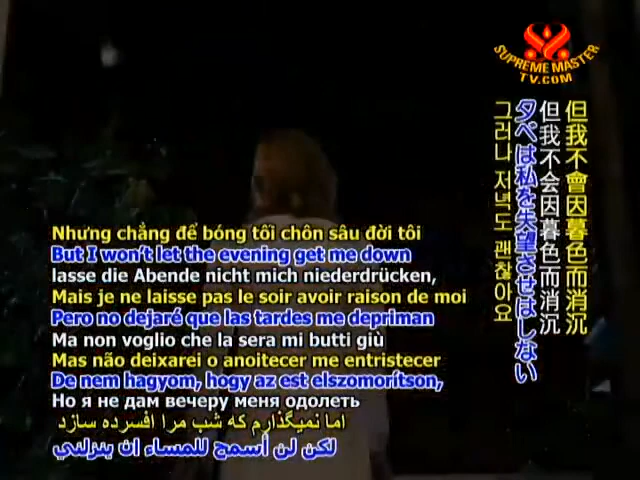 SUPREME MASTER
TV.COM
但我不會因暮色而消沉
但我不会因暮色而消沉
夕べは私を失望させはしない
그러나 저녁도 괜찮아요
Nhưng chẳng để bóng tối chôn sâu đời tôi
But I won't let the evening get me down
lasse die Abende nicht mich niederdrücken,
Mais je ne laisse pas le soir avoir raison de moi
Pero no dejaré que las tardes me depriman
Ma non voglio che la sera mi butti giù
Mas não deixarei o anoitecer me entristecer
De nem hagyom, hogy az est elszomorítson,
Но я не дам вечеру меня одолеть
اما نمیگذارم که شب مرا افسرده سازد
لكن لن أسمح للمساء ان ينزلني